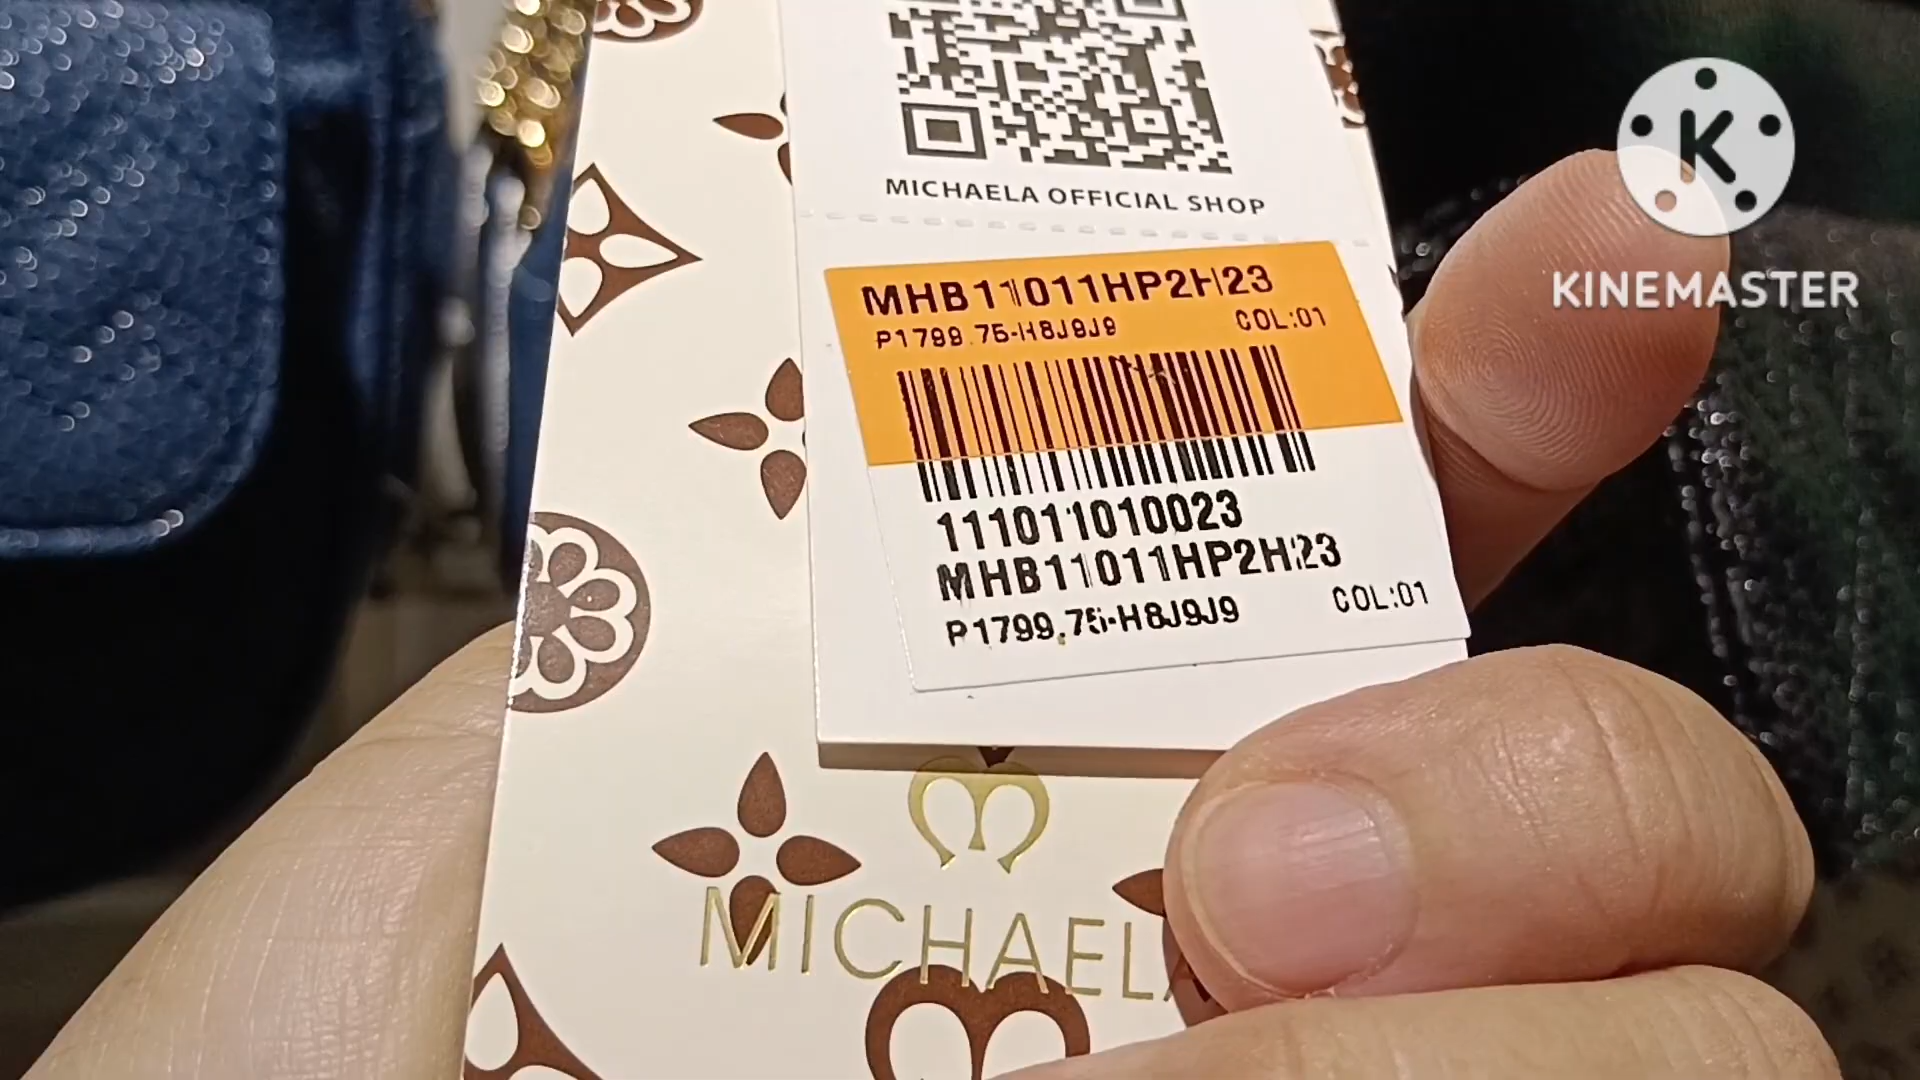 MICHAELA OFFICIAL SHOP
MHB11011HP2H23
P1799.75-H8J9J9 COL:01
111011010023
MHB11011HP2H23
P1799.75-H8J9J9 COL:01
MICHAELA
K
KINEMASTER